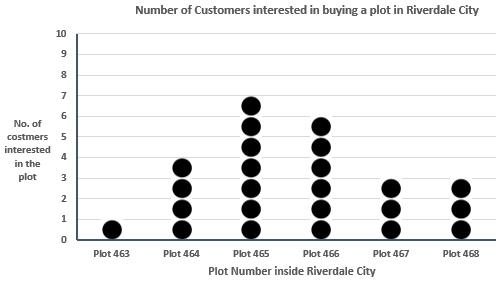 Number of Customers interested in buying a plot in Riverdale City
10
9
8
7
6
5
4
3
2
1
0
No. of
costmers
interested
in the
plot
Plot 463 Plot 464 Plot 465 Plot 466 Plot 467 Plot 468
Plot Number inside Riverdale City